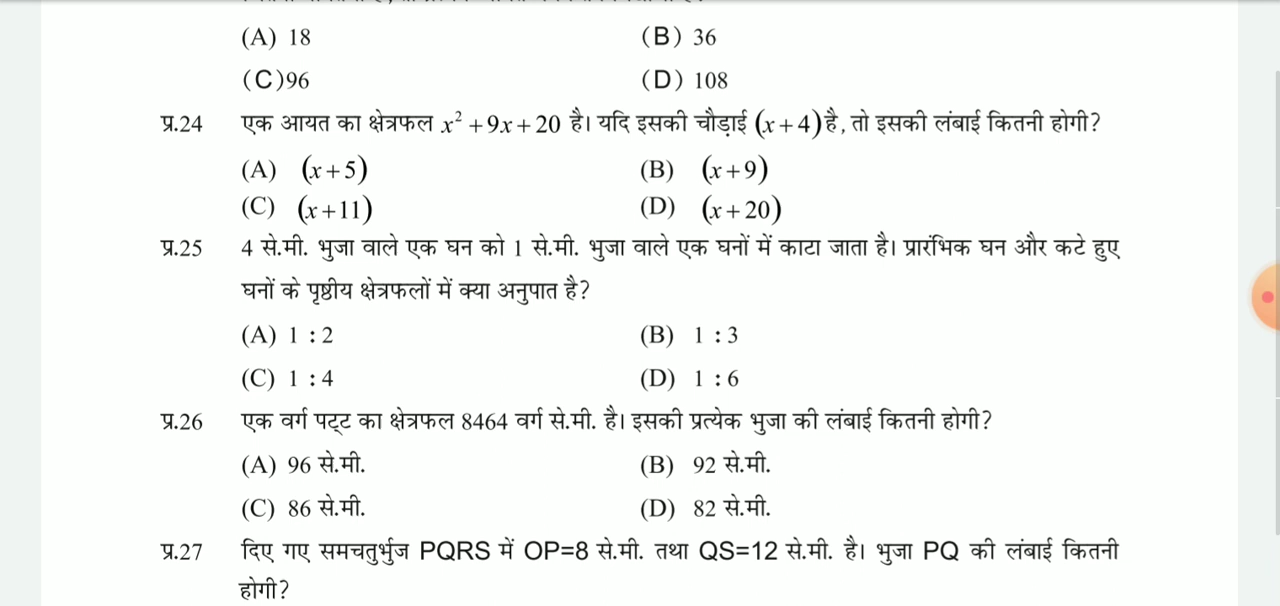 (A) 18 (B) 36
(C)96 (D) 108
प्र.24 एक आयत का क्षेत्रफल x² +9x+20 है। यदि इसकी चौड़ाई (x+4)है, तो इसकी लंबाई कितनी होगी?
(A) (x+5) (B) (x+9)
(C) (x+11) (D) (x+20)
प्र.25 4 से.मी. भुजा वाले एक घन को 1 से.मी. भुजा वाले एक घनों में काटा जाता है। प्रारंभिक घन और कटे हुए
घनों के पृष्ठीय क्षेत्रफलों में क्या अनुपात है?
(A) 1 : 2 (B) 1 : 3
(C) 1 : 4 (D) 1 : 6
प्र.26 एक वर्ग पट्ट का क्षेत्रफल 8464 वर्ग से.मी. है। इसकी प्रत्येक भुजा की लंबाई कितनी होगी?
(A) 96 से.मी. (B) 92 से.मी.
(C) 86 से.मी. (D) 82 से.मी.
प्र.27 दिए गए समचतुर्भुज PQRS में OP=8 से.मी. तथा QS=12 से.मी. है। भुजा PQ की लंबाई कितनी
होगी?